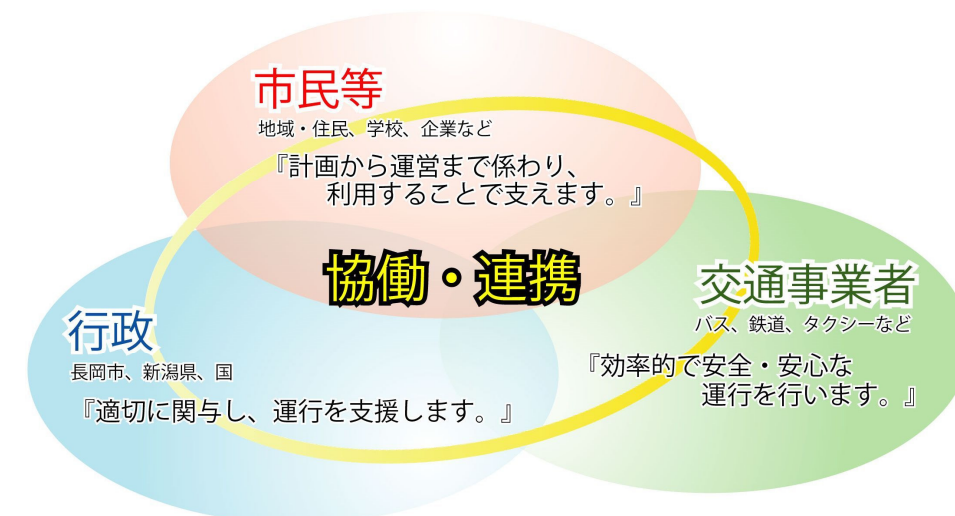 市民等
地域・住民、学校、企業など
『計画から運営まで係わり、
利用することで支えます。』
協働・連携
行政
長岡市、新潟県、国
『適切に関与し、運行を支援します。』
交通事業者
バス、鉄道、タクシーなど
『効率的で安全・安心な
運行を行います。』